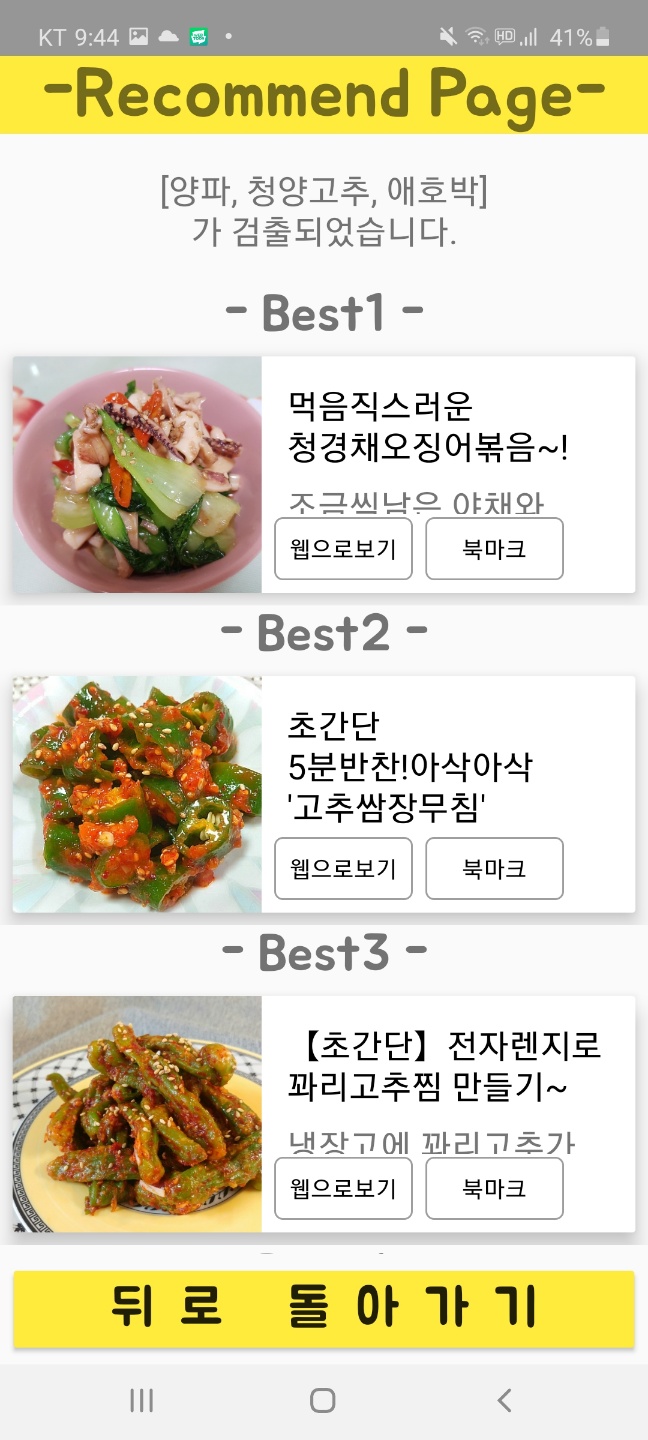 KT 9:44
HD 41%
-Recommend Page-
[양파, 청양고추, 애호박]
가 검출되었습니다.
- Best1 -
먹음직스러운
청경채오징어볶음~!
조금씩남은 야채와
웹으로보기 북마크
- Best2 -
초간단
5분반찬!아삭아삭
'고추쌈장무침'
웹으로보기 북마크
- Best3 -
【초간단】전자렌지로
꽈리고추찜 만들기~
냉장고에 꽈리고추가
웹으로보기 북마크
뒤로 돌아가기